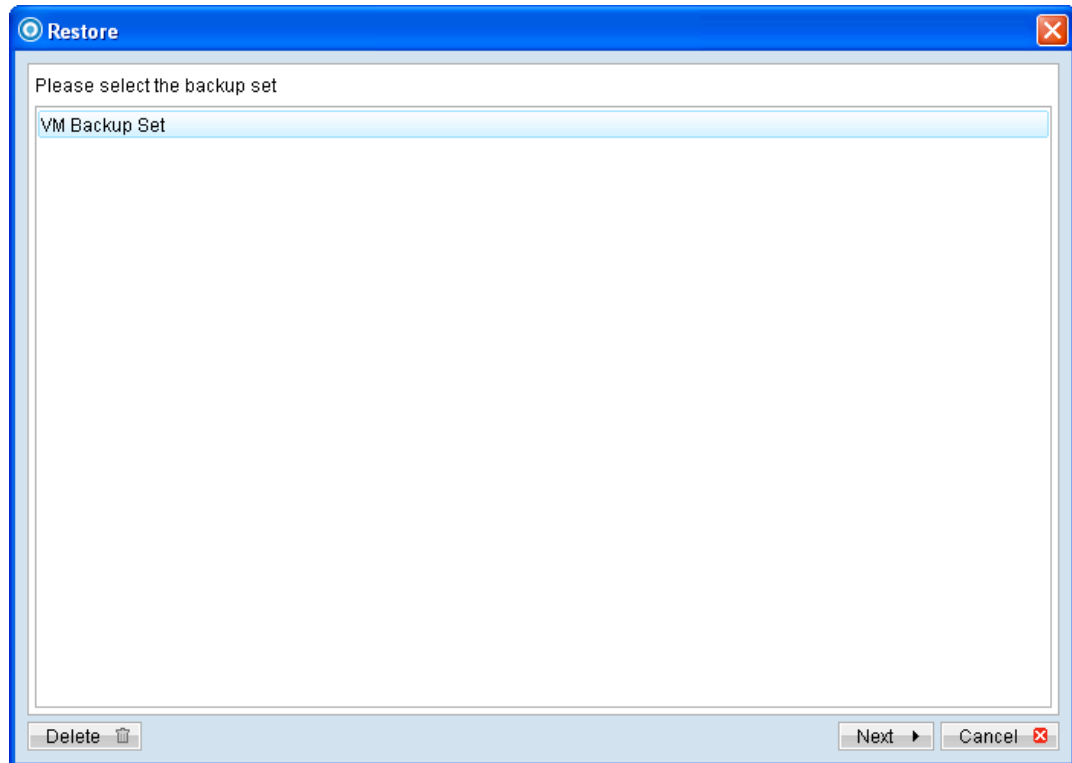 Restore
Please select the backup set
VM Backup Set
Delete
Next
Cancel